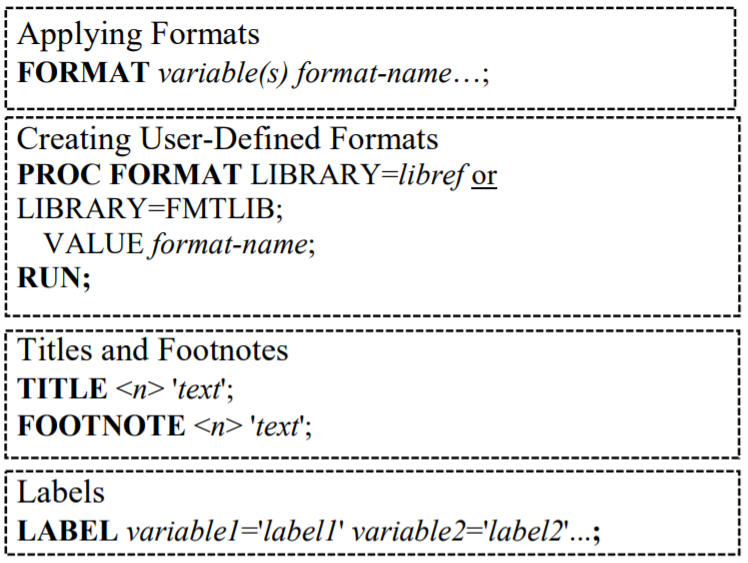 Applying Formats
FORMAT variable(s) format-name…;
Creating User-Defined Formats
PROC FORMAT LIBRARY=libref or
LIBRARY=FMTLIB;
VALUE format-name;
RUN;
Titles and Footnotes
TITLE <n> 'text';
FOOTNOTE <n> 'text';
Labels
LABEL variable1='label1' variable2='label2'...;